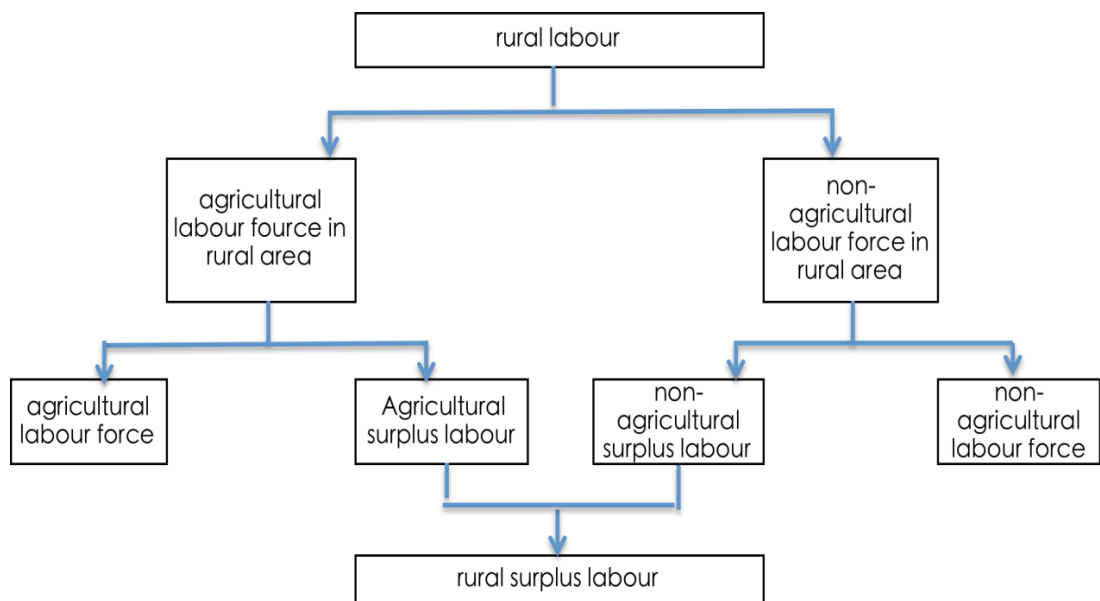 rural labour
agricultural
labour fource in
rural area
non-
agricultural
labour force in
rural area
agricultural
labour force
Agricultural
surplus labour
non-
agricultural
surplus labour
non-
agricultural
labour force
rural surplus labour